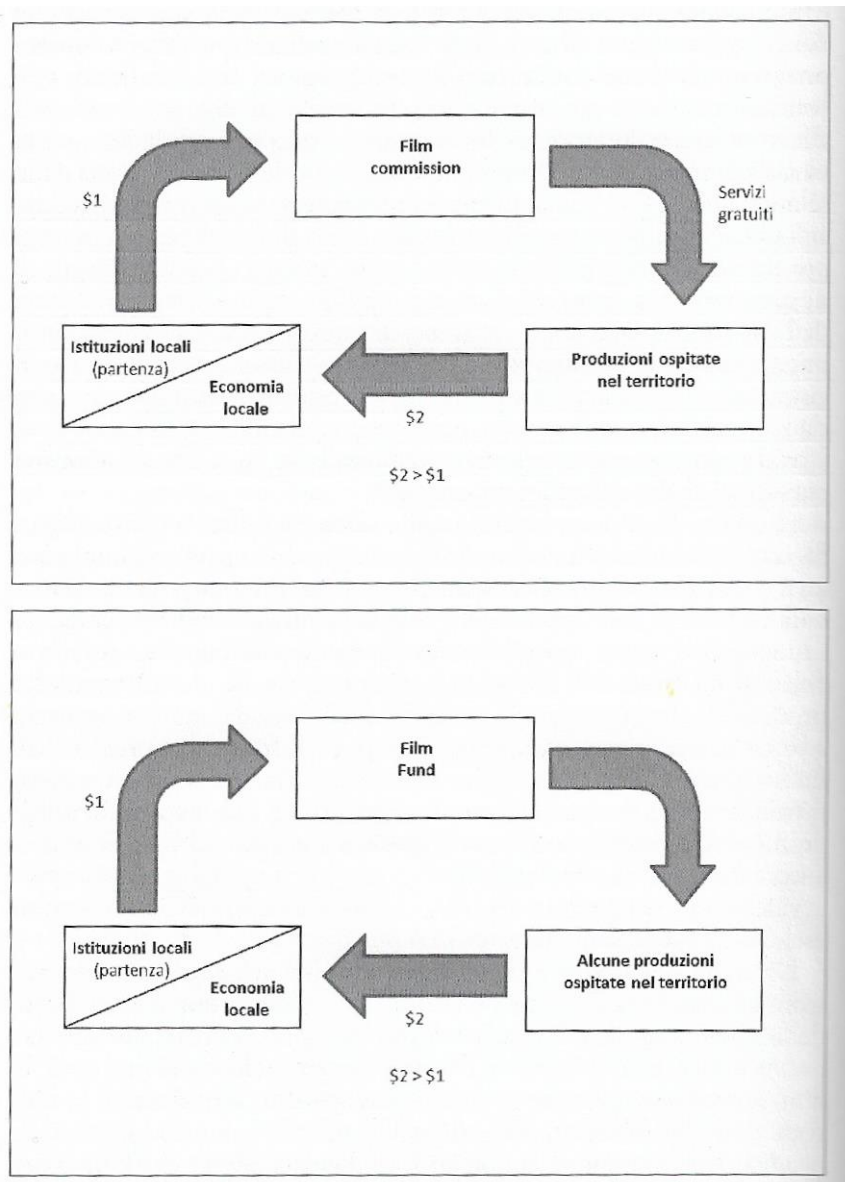 Film
commission
$1
Servizi
gratuiti
Istituzioni locali
(partenza)
Economia
locale
Produzioni ospitate
nel territorio
$2
$2 > $1
Film
Fund
$1
Istituzioni locali
(partenza)
Economia
locale
Alcune produzioni
ospitate nel territorio
$2
$2 > $1